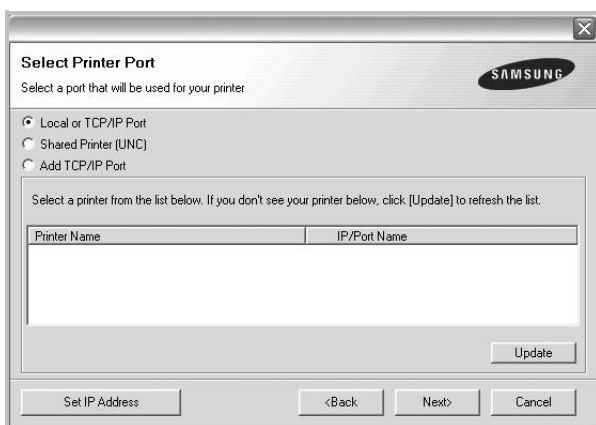 Select Printer Port
Select a port that will be used for your printer
SAMSUNG
Local or TCP/IP Port
Shared Printer (UNC)
Add TCP/IP Port
Select a printer from the list below. If you don't see your printer below, click [Update] to refresh the list.
Printer Name IP/Port Name
Update
Set IP Address <Back Next> Cancel